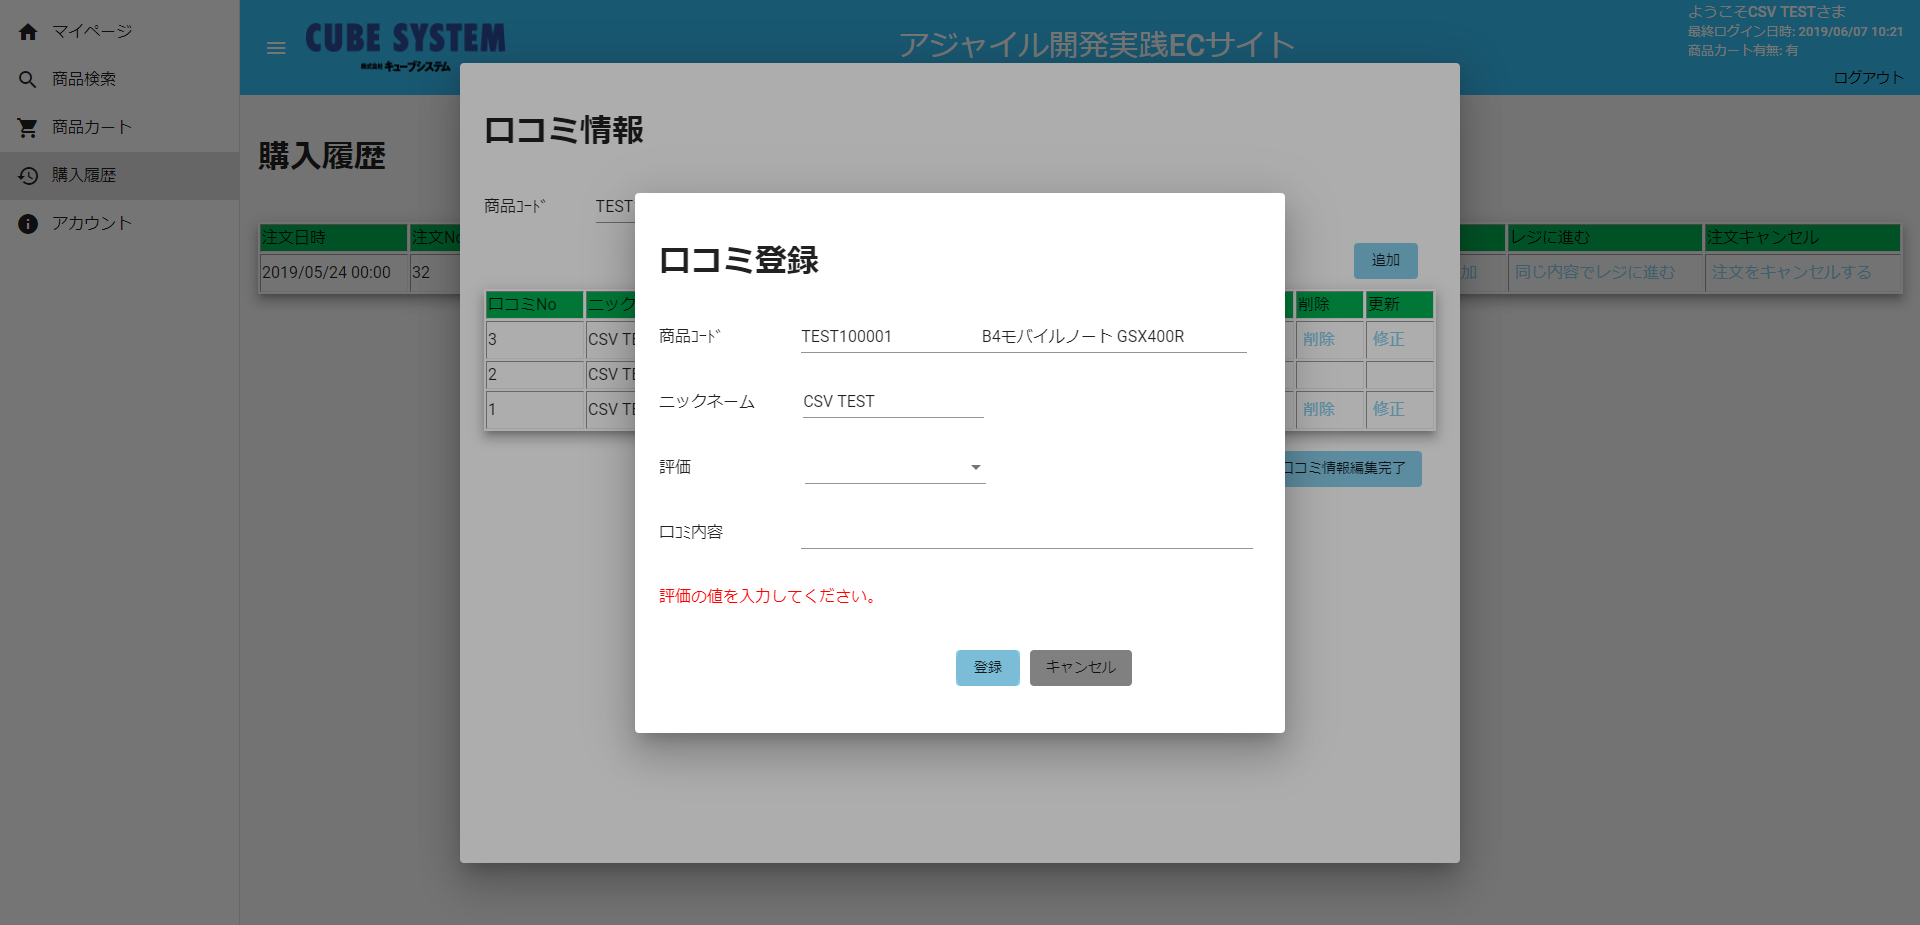 マイページ
商品検索
商品カート
購入履歴
アカウント
CUBE SYSTEM
株式会社 キューブシステム
アジャイル開発実践ECサイト
ようこそCSV TESTさま
最終ログイン日時: 2019/06/07 10:21
商品カート有無: 有
ログアウト
購入履歴
注文日時 注文No レジに進む 注文キャンセル
2019/05/24 00:00 32 加 同じ内容でレジに進む 注文をキャンセルする
口コミ情報
商品ｺｰﾄﾞ TEST
追加
口コミNo ニック 削除 更新
3 CSV TE 削除 修正
2 CSV TE
1 CSV TE 削除 修正
口コミ情報編集完了
口コミ登録
商品ｺｰﾄﾞ TEST100001 B4モバイルノート GSX400R
ニックネーム CSV TEST
評価
口ｺﾐ内容
評価の値を入力してください。
登録 キャンセル